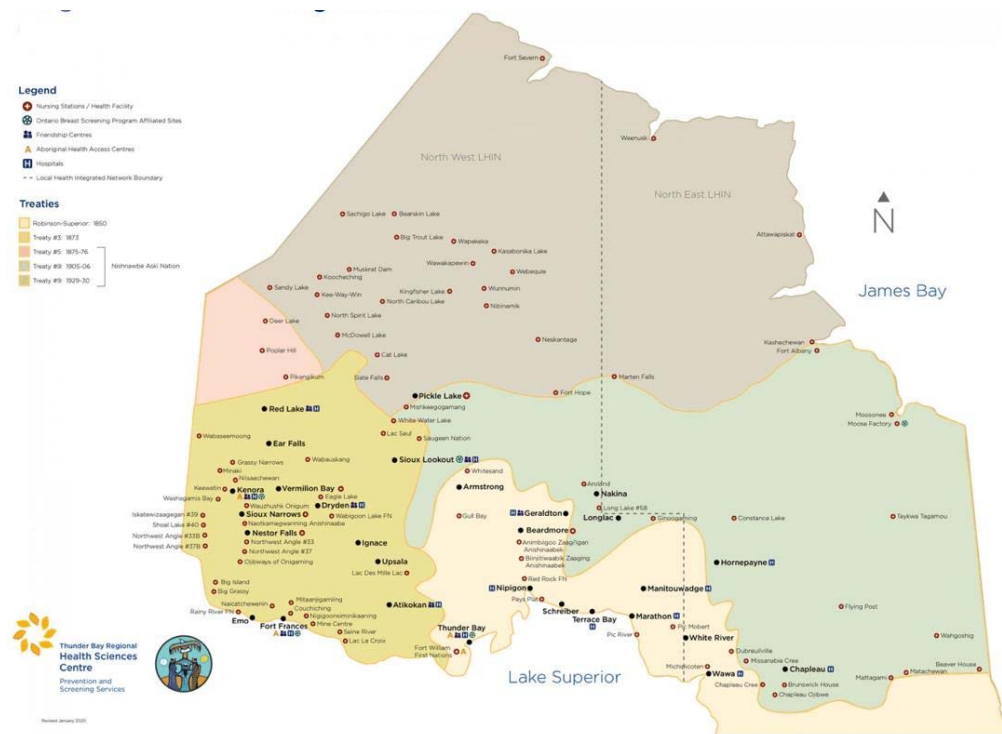 Legend
Nursing Stations / Health Facility
Ontario Breast Screening Program Affiliated Sites
Friendship Centres
A Aboriginal Health Access Centres
H Hospitals
Local Health Integrated Network Boundary
Treaties
Robinson-Superior: 1850
Treaty #3: 1873
Treaty #5: 1875-76
Treaty #9: 1905-06
Nishnawbe Aski Nation
Treaty #9: 1929-30
Fort Severn
Weenusk
North West LHIN
North East LHIN
N
Sachigo Lake
Bearskin Lake
Attawapiskat
Big Trout Lake
Wapakeka
Kasabonika Lake
Wawakapewin
Muskrat Dam
Webequie
Koocheching
James Bay
Sandy Lake
Kee-Way-Win
Kingfisher Lake
Wunnumin
North Caribou Lake
Nibinamik
North Spirit Lake
Deer Lake
McDowell Lake
Neskantaga
Kashechewan
Fort Albany
Poplar Hill
Cat Lake
Pikangikum
Slate Falls
Marten Falls
Fort Hope
Pickle Lake
Red Lake
H
Mishkeegogamang
Moosonee
White Water Lake
Moose Factory
Wabaseemoong
Lac Seul
Saugeen Nation
Ear Falls
Grassy Narrows
Wabauskang
Sioux Lookout
H
Minaki
Whitesand
Niisaachewan
Keewatin
Kenora
A H
Vermilion Bay
Armstrong
Aroland
Nakina
Washagamis Bay
Eagle Lake
Wauzhushk Onigum
Dryden
H
Long Lake #58
Iskatewizaagegan #39
Sioux Narrows
Wabigoon Lake FN
Gull Bay
H
Geraldton
Longlac
Ginoogaming
Constance Lake
Taykwa Tagamou
Shoal Lake #40
Naotkamegwanning Anishinaabe
Beardmore
Northwest Angle #33B
Nestor Falls
Northwest Angle #33
Ignace
Animbiigoo Zaagi'igan
Anishinaabek
Northwest Angle #37B
Northwest Angle #37
Biinjitiwaabik Zaaging
Anishinaabek
Ojibways of Onigaming
Upsala
Hornepayne H
Lac Des Mille Lac
Big Island
Red Rock FN
Big Grassy
H Nipigon
Manitouwadge H
Pays Plat
Naicatchewenin
Mitaanjigamiing
Atikokan
H
Schreiber
Flying Post
Rainy River FN
Couchiching
Nigigoonsiminikaaning
Terrace Bay
H
Marathon H
Emo
Fort Frances
A H
Mine Centre
Thunder Bay
A H
Pic Mobert
Seine River
Pic River
White River
Wahgoshig
Lac La Croix
Fort William
First Nations
A
Dubreuilville
Missanabie Cree
Michipicoten
Wawa H
Chapleau H
Beaver House
Matachewan
Mattagami
Chapleau Cree
Brunswick House
Chapleau Ojibwe
Lake Superior
Thunder Bay Regional
Health Sciences
Centre
Prevention and
Screening Services
Revised January 2020